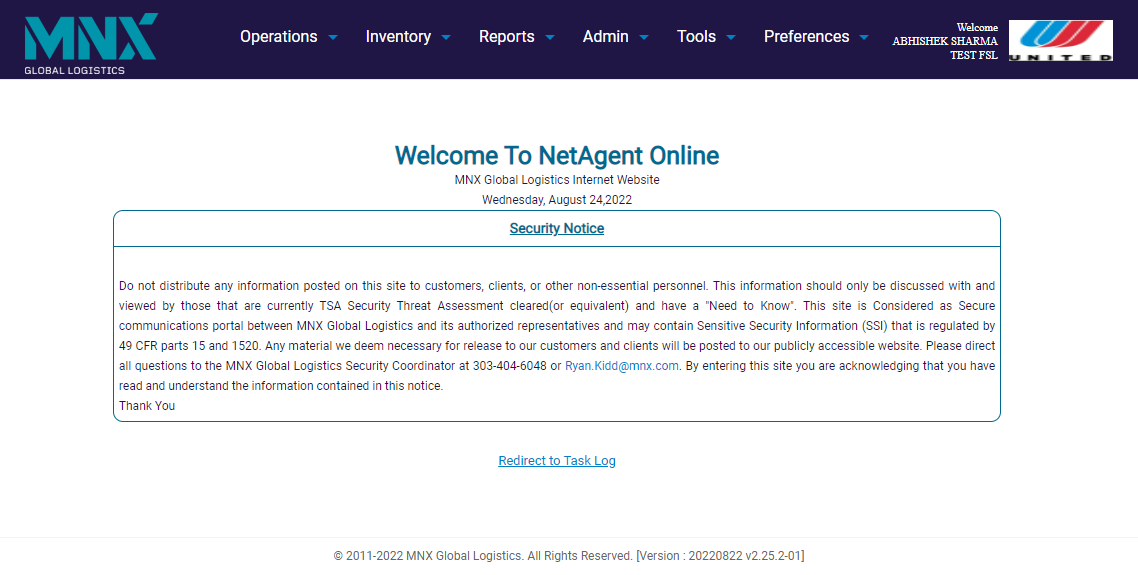 MNX
GLOBAL LOGISTICS
Operations Inventory Reports Admin Tools Preferences
Welcome
ABHISHEK SHARMA
TEST FSL
UNITED
Welcome To NetAgent Online
MNX Global Logistics Internet Website
Wednesday, August 24,2022
Security Notice
Do not distribute any information posted on this site to customers, clients, or other non-essential personnel. This information should only be discussed with and
viewed by those that are currently TSA Security Threat Assessment cleared(or equivalent) and have a "Need to Know". This site is Considered as Secure
communications portal between MNX Global Logistics and its authorized representatives and may contain Sensitive Security Information (SSI) that is regulated by
49 CFR parts 15 and 1520. Any material we deem necessary for release to our customers and clients will be posted to our publicly accessible website. Please direct
all questions to the MNX Global Logistics Security Coordinator at 303-404-6048 or Ryan.Kidd@mnx.com. By entering this site you are acknowledging that you have
read and understand the information contained in this notice.
Thank You
Redirect to Task Log
© 2011-2022 MNX Global Logistics. All Rights Reserved. [Version : 20220822 v2.25.2-01]